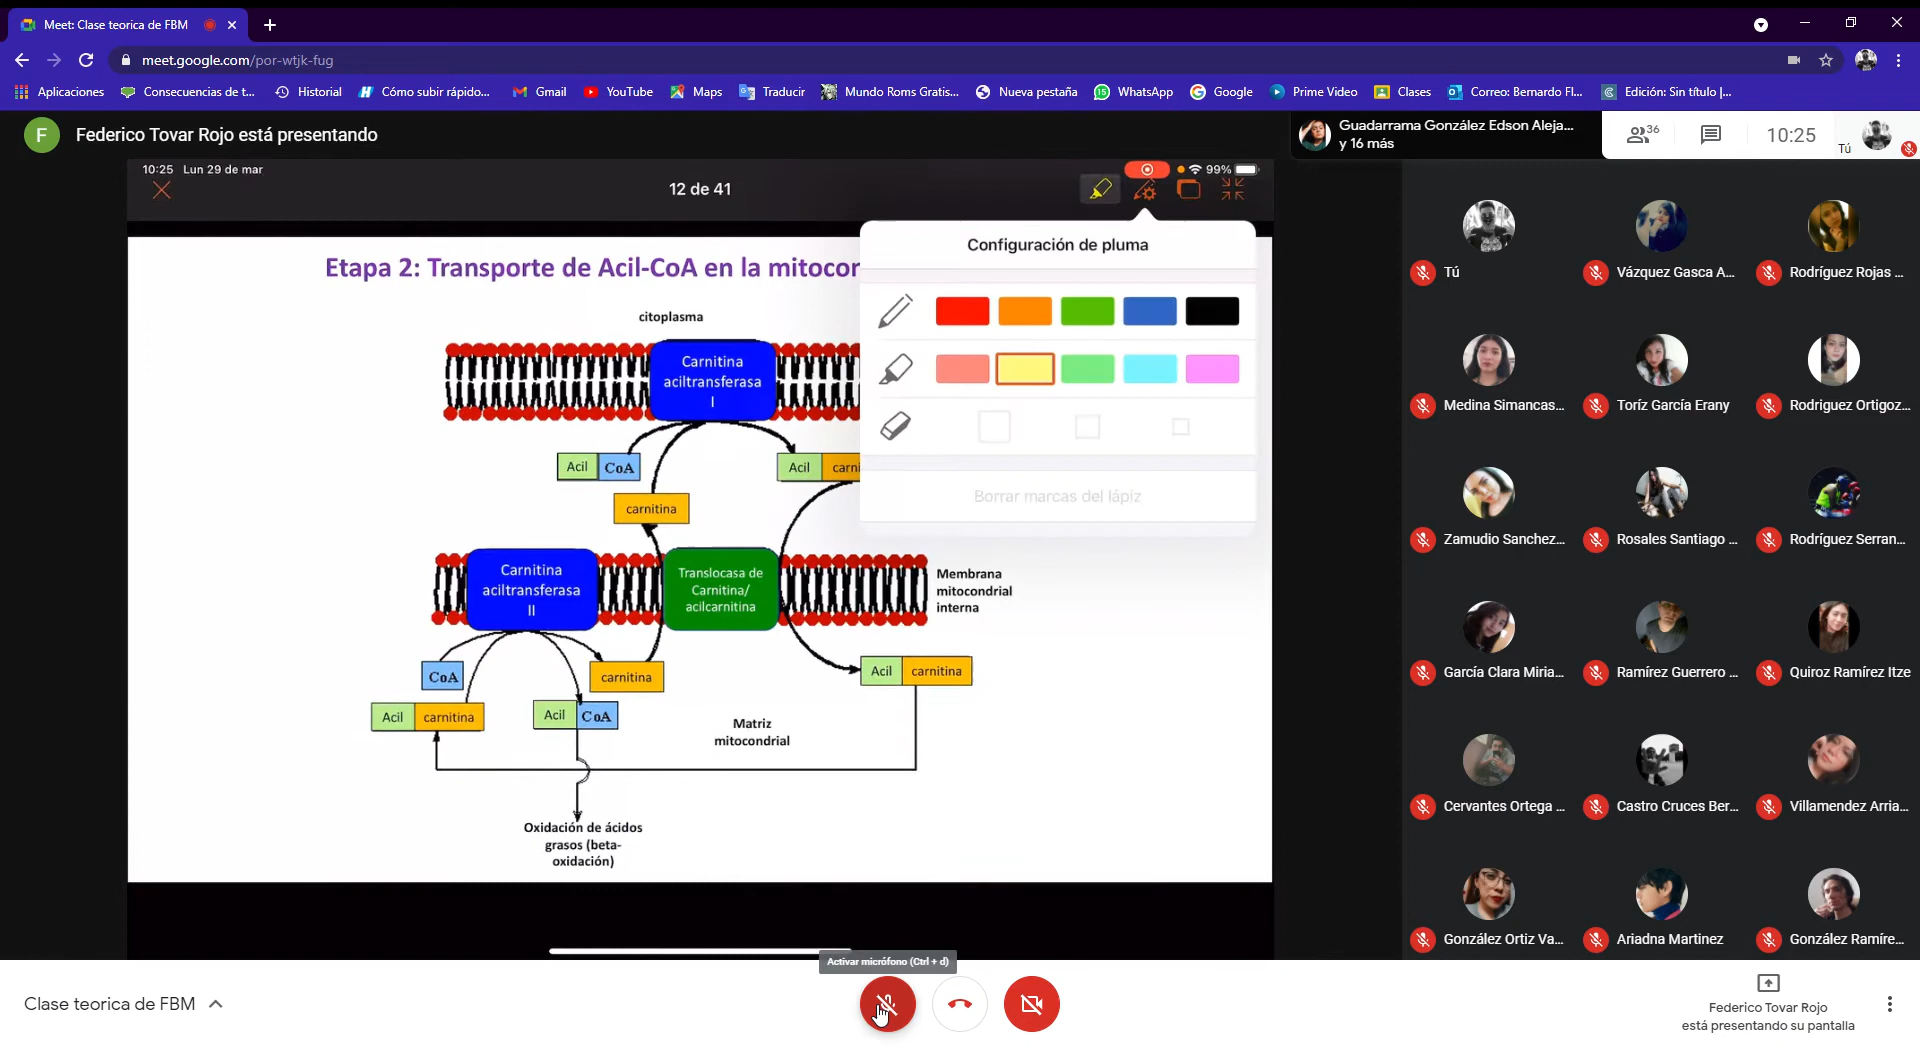 Meet: Clase teorica de FBM
meet.google.com/por-wtjk-fug
Aplicaciones
Consecuencias de t...
Historial
Cómo subir rápido...
Gmail
YouTube
Maps
Traducir
Mundo Roms Gratis...
Nueva pestaña
15
WhatsApp
Google
Prime Video
Clases
Correo: Bernardo Fl...
Edición: Sin título |...
F
Federico Tovar Rojo está presentando
Guadarrama González Edson Aleja...
y 16 más
36
10:25
Tú
10:25 Lun 29 de mar
99%
12 de 41
Configuración de pluma
Borrar marcas del lápiz
Etapa 2: Transporte de Acil-CoA en la mitocor
citoplasma
Carnitina
aciltransferasa
I
Acil CoA
Acil carni
carnitina
Carnitina
aciltransferasa
II
Translocasa de
Carnitina/
acilcarnitina
Membrana
mitocondrial
interna
CoA
carnitina
Acil carnitina
Acil carnitina
Acil CoA
Matriz
mitocondrial
Oxidación de ácidos
grasos (beta-
oxidación)
Tú
Vázquez Gasca A...
Rodríguez Rojas ...
Medina Simancas...
Toríz García Erany
Rodriguez Ortigoz...
Zamudio Sanchez...
Rosales Santiago ...
Rodríguez Serran...
García Clara Miria...
Ramírez Guerrero ...
Quiroz Ramírez Itze
Cervantes Ortega ...
Castro Cruces Ber...
Villamendez Arria...
González Ortiz Va...
Ariadna Martinez
González Ramíre...
Activar micrófono (Ctrl + d)
Clase teorica de FBM
Federico Tovar Rojo
está presentando su pantalla